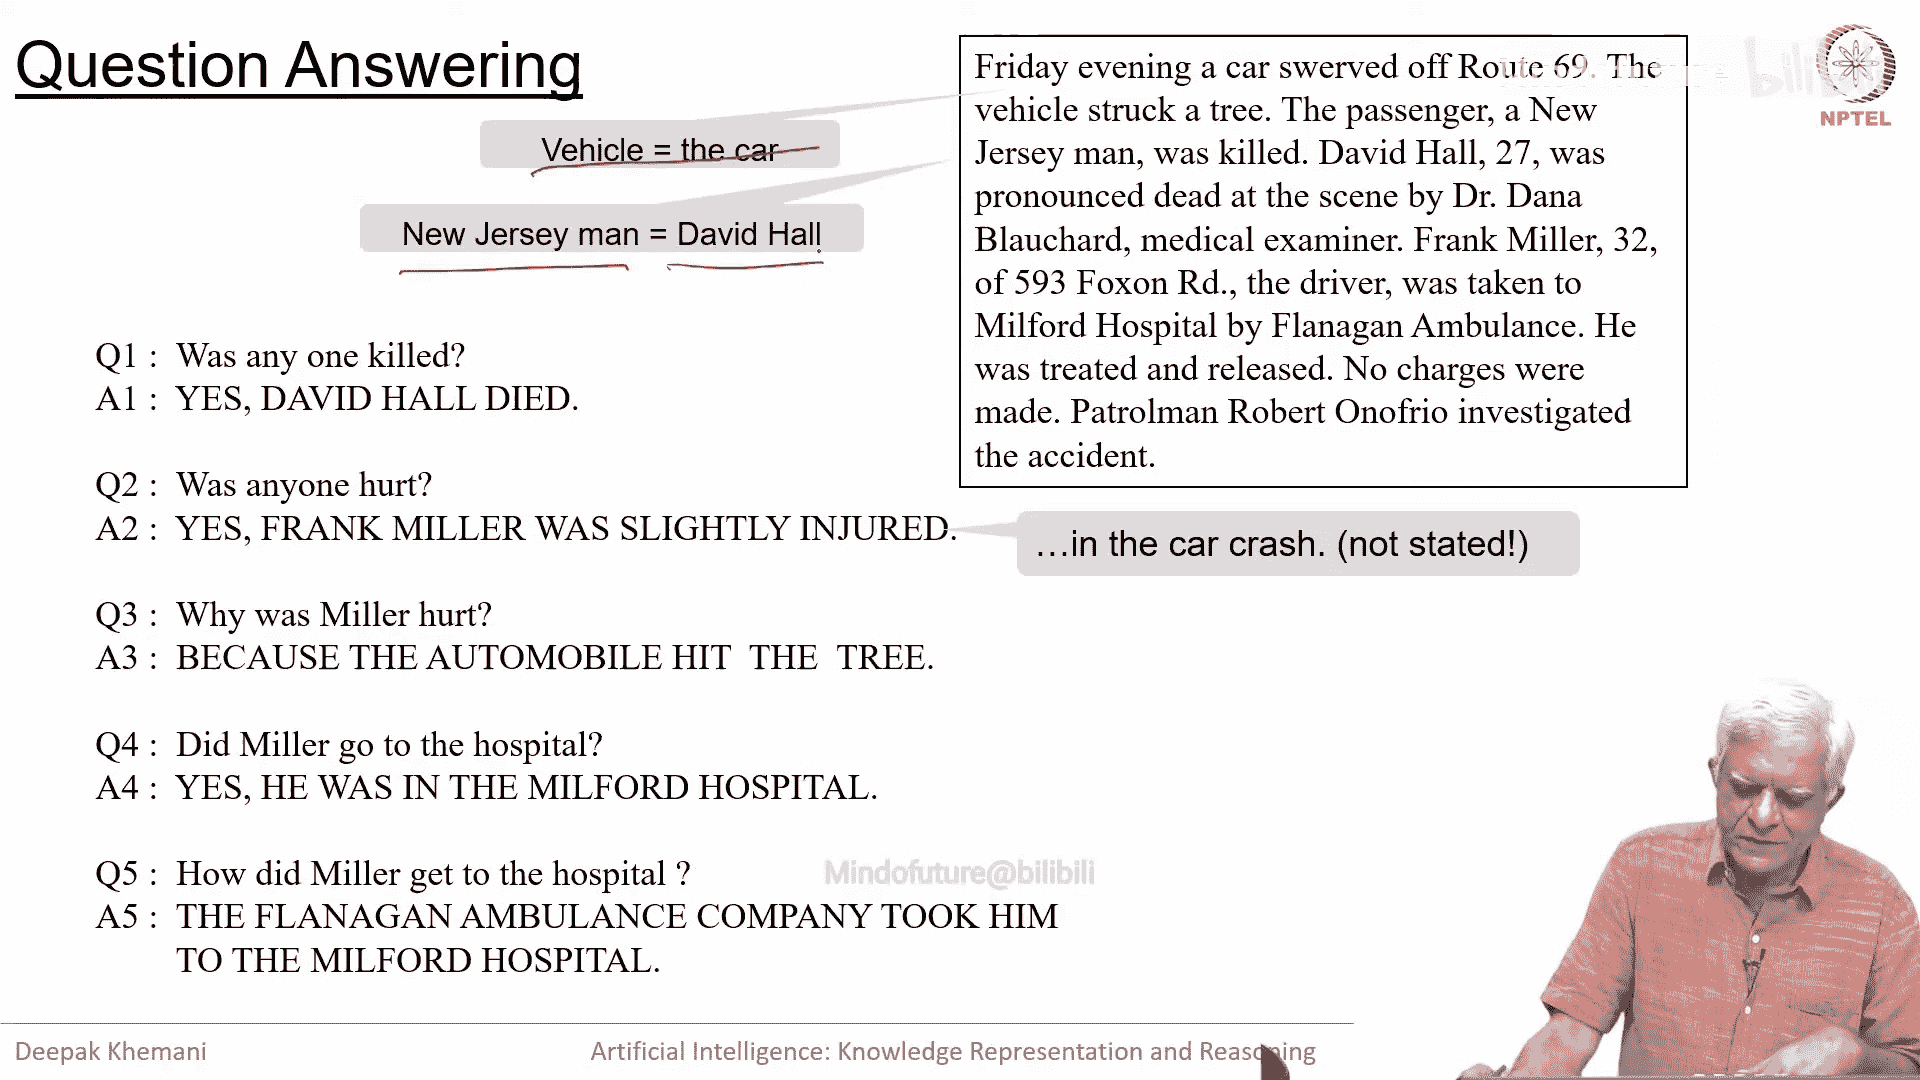 Question Answering
Friday evening a car swerved off Route 69. The
vehicle struck a tree. The passenger, a New
Jersey man, was killed. David Hall, 27, was
pronounced dead at the scene by Dr. Dana
Blauchard, medical examiner. Frank Miller, 32,
of 593 Foxon Rd., the driver, was taken to
Milford Hospital by Flanagan Ambulance. He
was treated and released. No charges were
made. Patrolman Robert Onofrio investigated
the accident.
NPTEL
Vehicle = the car
New Jersey man = David Hall
Q1 : Was any one killed?
A1 : YES, DAVID HALL DIED.
Q2 : Was anyone hurt?
A2 : YES, FRANK MILLER WAS SLIGHTLY INJURED.
…in the car crash. (not stated!)
Q3 : Why was Miller hurt?
A3 : BECAUSE THE AUTOMOBILE HIT THE TREE.
Q4 : Did Miller go to the hospital?
A4 : YES, HE WAS IN THE MILFORD HOSPITAL.
Q5 : How did Miller get to the hospital ?
A5 : THE FLANAGAN AMBULANCE COMPANY TOOK HIM
TO THE MILFORD HOSPITAL.
Mindofuture@bilibili
Deepak Khemani
Artificial Intelligence: Knowledge Representation and Reasoning